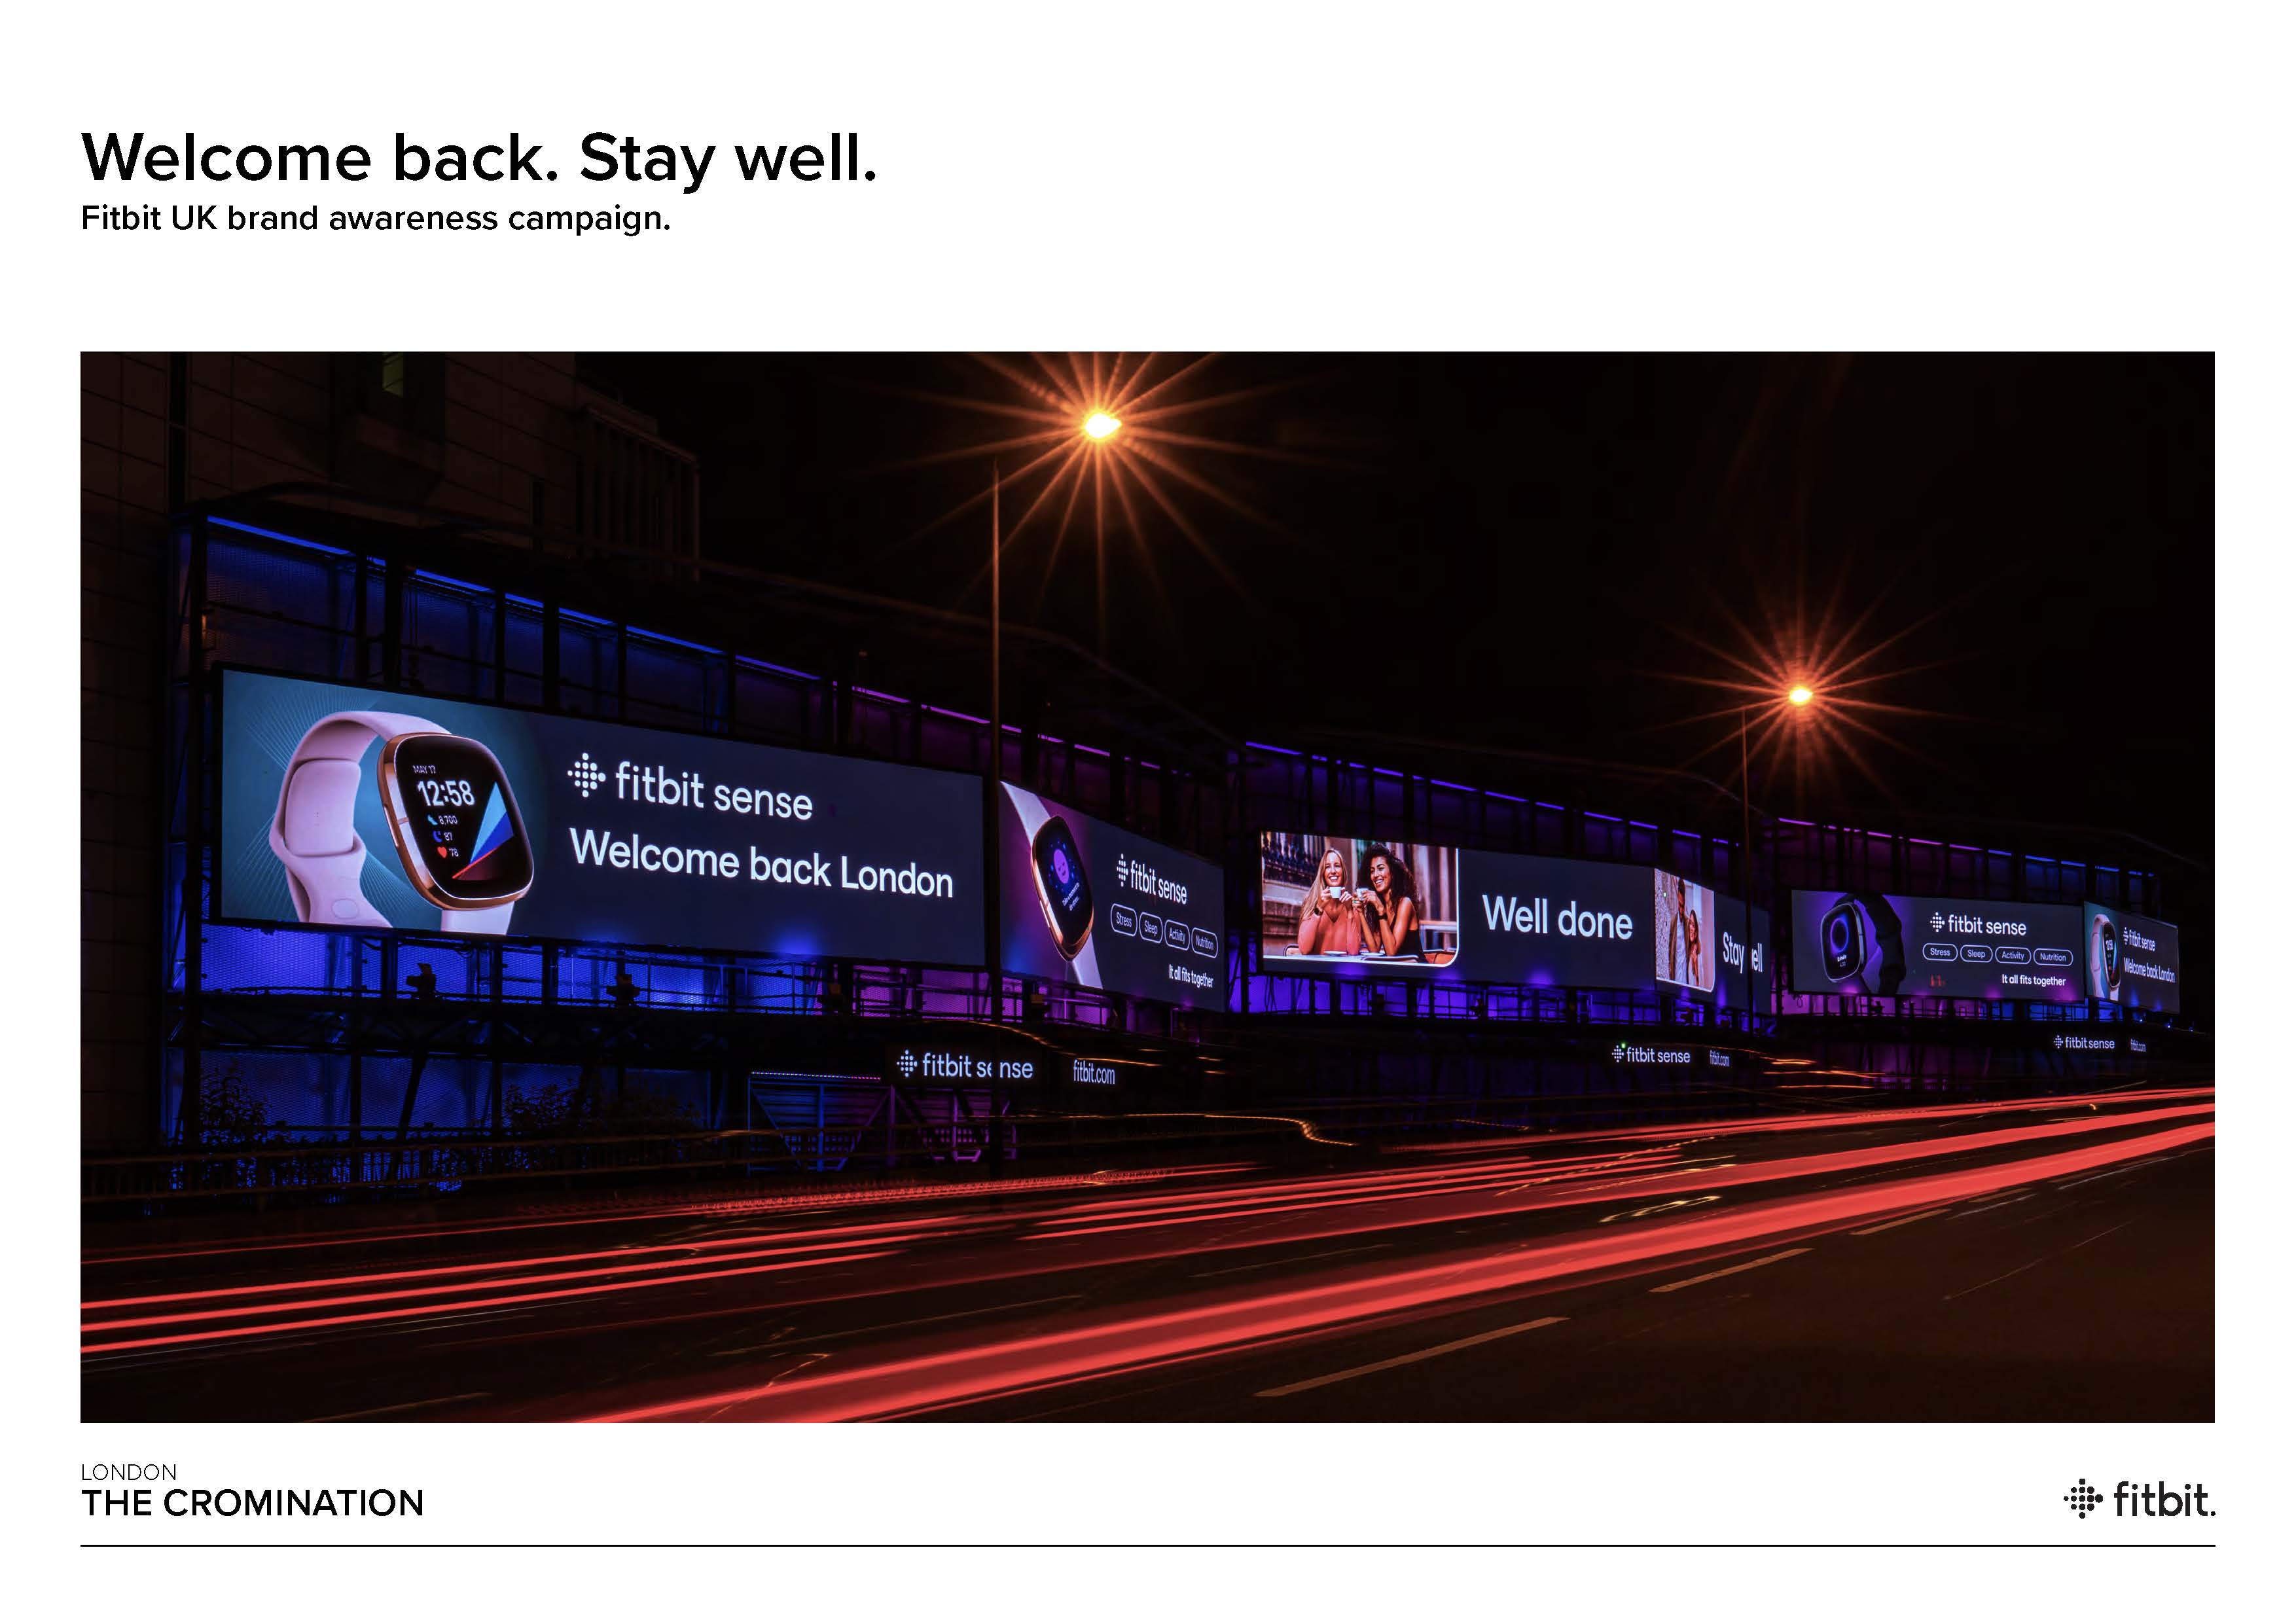 Welcome back. Stay well.
Fitbit UK brand awareness campaign.
MAY 17
12:58
8,700
87
78
fitbit sense
Welcome back London
fitbit sense
Stress Sleep Activity Nutrition
It all fits together
Well done
Stay ell
fitbit sense
Stress Sleep Activity Nutrition
It all fits together
fitbit sense
Welcome back London
fitbit sense fitbit.com
fitbit sense fitbit.com
fitbit sense fitbit.com
LONDON
THE CROMINATION
fitbit.